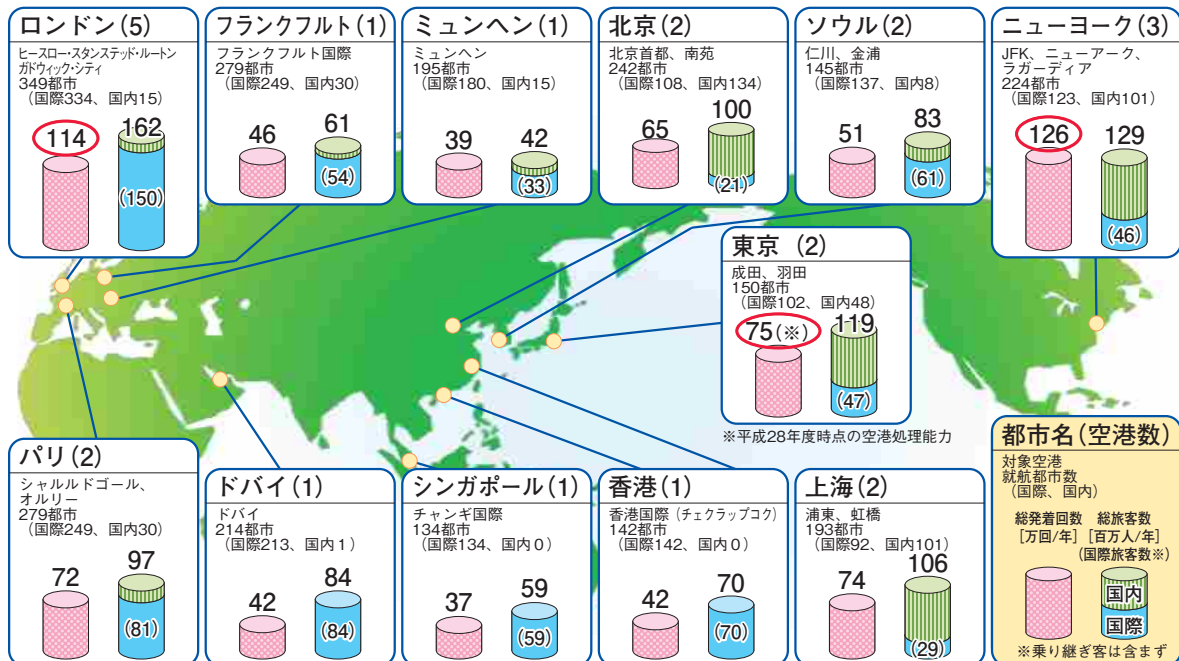 ロンドン(5)
ヒースロー・スタンステッド・ルートン
ガドウィック・シティ
349都市
(国際334、国内15)
114
162
(150)
フランクフルト(1)
フランクフルト国際
279都市
(国際249、国内30)
46
61
(54)
ミュンヘン(1)
ミュンヘン
195都市
(国際180、国内15)
39
42
(33)
北京(2)
北京首都、南苑
242都市
(国際108、国内134)
65
100
(21)
ソウル(2)
仁川、金浦
145都市
(国際137、国内8)
51
83
(61)
ニューヨーク(3)
JFK、ニューアーク、
ラガーディア
224都市
(国際123、国内101)
126
129
(46)
東京(2)
成田、羽田
150都市
(国際102、国内48)
75(※)
119
(47)
※平成28年度時点の空港処理能力
パリ(2)
シャルルドゴール、
オルリー
279都市
(国際249、国内30)
72
97
(81)
ドバイ(1)
ドバイ
214都市
(国際213、国内1)
42
84
(84)
シンガポール(1)
チャンギ国際
134都市
(国際134、国内0)
37
59
(59)
香港(1)
香港国際(チェクラップコク)
142都市
(国際142、国内0)
42
70
(70)
上海(2)
浦東、虹橋
193都市
(国際92、国内101)
74
106
(29)
都市名(空港数)
対象空港
就航都市数
(国際、国内)
総発着回数 総旅客数
[万回/年] [百万人/年]
(国際旅客数※)
国内
国際
※乗り継ぎ客は含まず